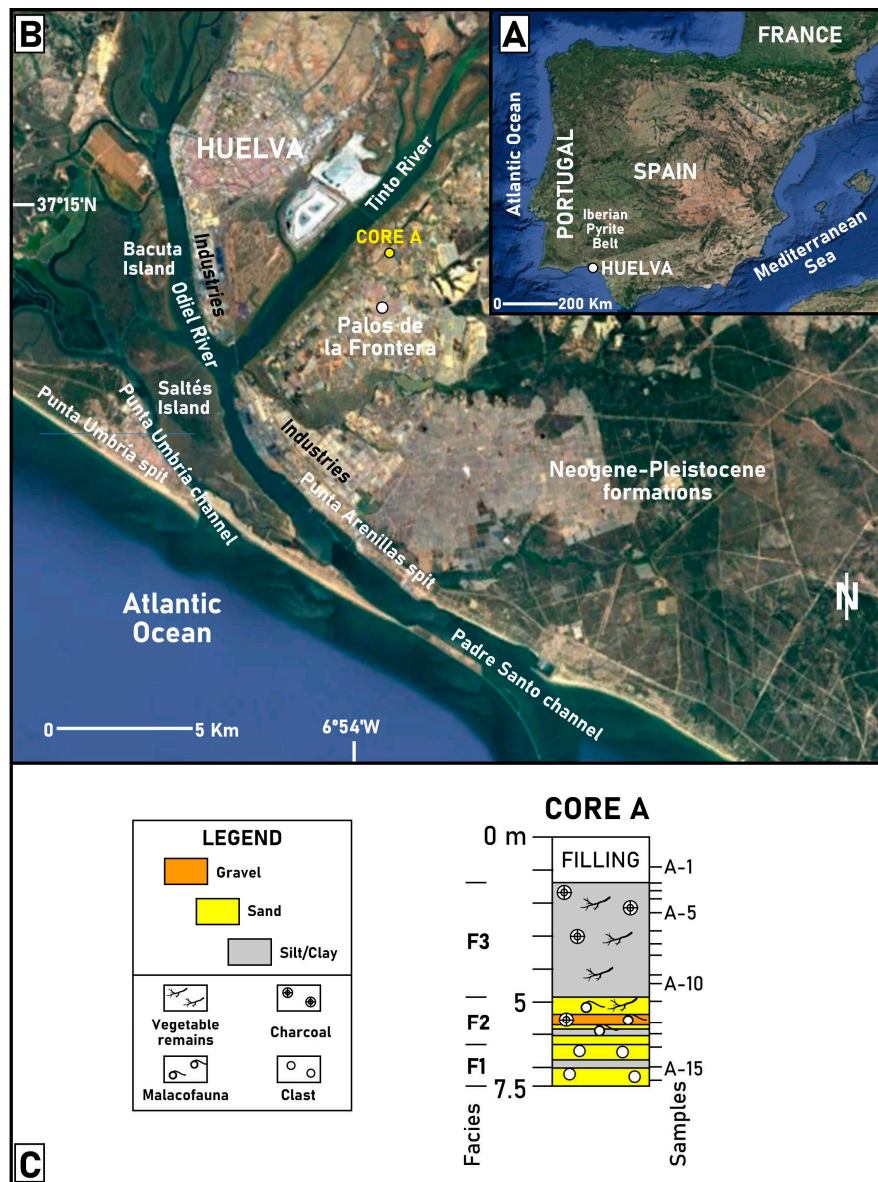 B
HUELVA
Tinto River
37°15'N
CORE A
Bacuta
Island
Industries
Odiel River
Palos de
la Frontera
Saltés
Island
Punta Umbría channel
Punta Umbría spit
Industries
Punta Arenillas spit
Neogene-Pleistocene
formations
Atlantic
Ocean
Padre Santo channel
N
0
5 Km
6°54'W
A
FRANCE
Atlantic Ocean
PORTUGAL
SPAIN
Iberian
Pyrite
Belt
HUELVA
Mediterranean
Sea
0
200 Km
C
LEGEND
Gravel
Sand
Silt/Clay
Vegetable
remains
Charcoal
Malacofauna
Clast
CORE A
0 m
FILLING
A-1
A-5
F3
A-10
5
F2
F1
A-15
7.5
Facies
Samples